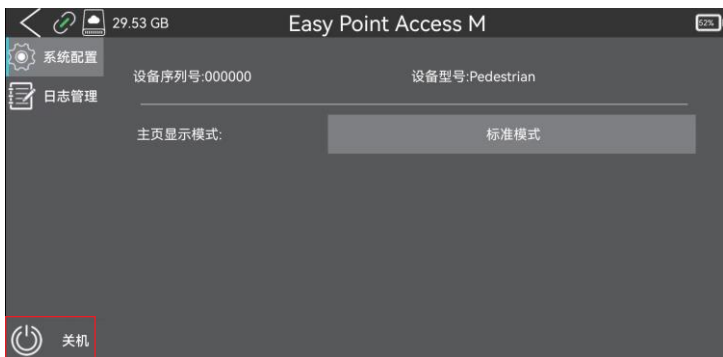 29.53 GB
Easy Point Access M
52%
系统配置
设备序列号:000000
设备型号:Pedestrian
日志管理
主页显示模式:
标准模式
关机